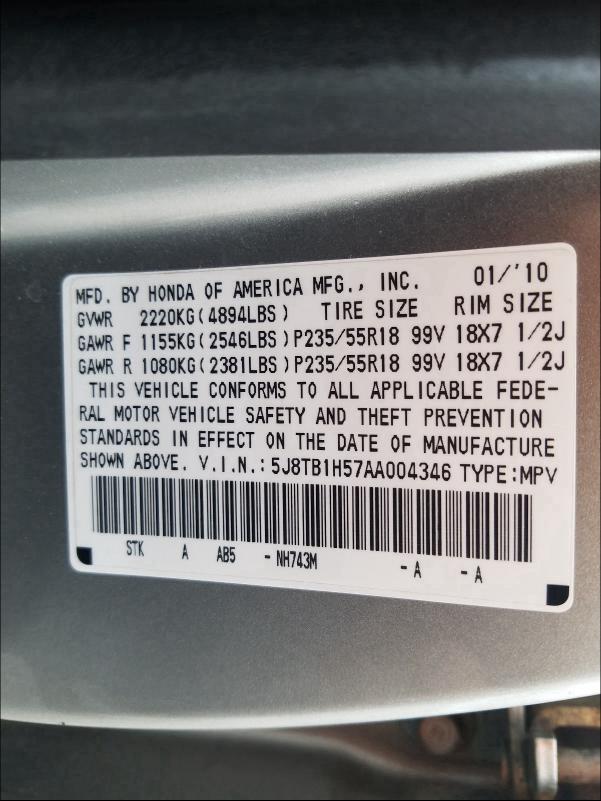 MFD. BY HONDA OF AMERICA MFG., INC. 01/'10
GVWR 2220KG(4894LBS) TIRE SIZE RIM SIZE
GAWR F 1155KG(2546LBS)P235/55R18 99V 18X7 1/2J
GAWR R 1080KG(2381LBS)P235/55R18 99V 18X7 1/2J
THIS VEHICLE CONFORMS TO ALL APPLICABLE FEDE-
RAL MOTOR VEHICLE SAFETY AND THEFT PREVENTION
STANDARDS IN EFFECT ON THE DATE OF MANUFACTURE
SHOWN ABOVE. V.I.N.:5J8TB1H57AA004346 TYPE:MPV
STK A AB5 - NH743M - A - A